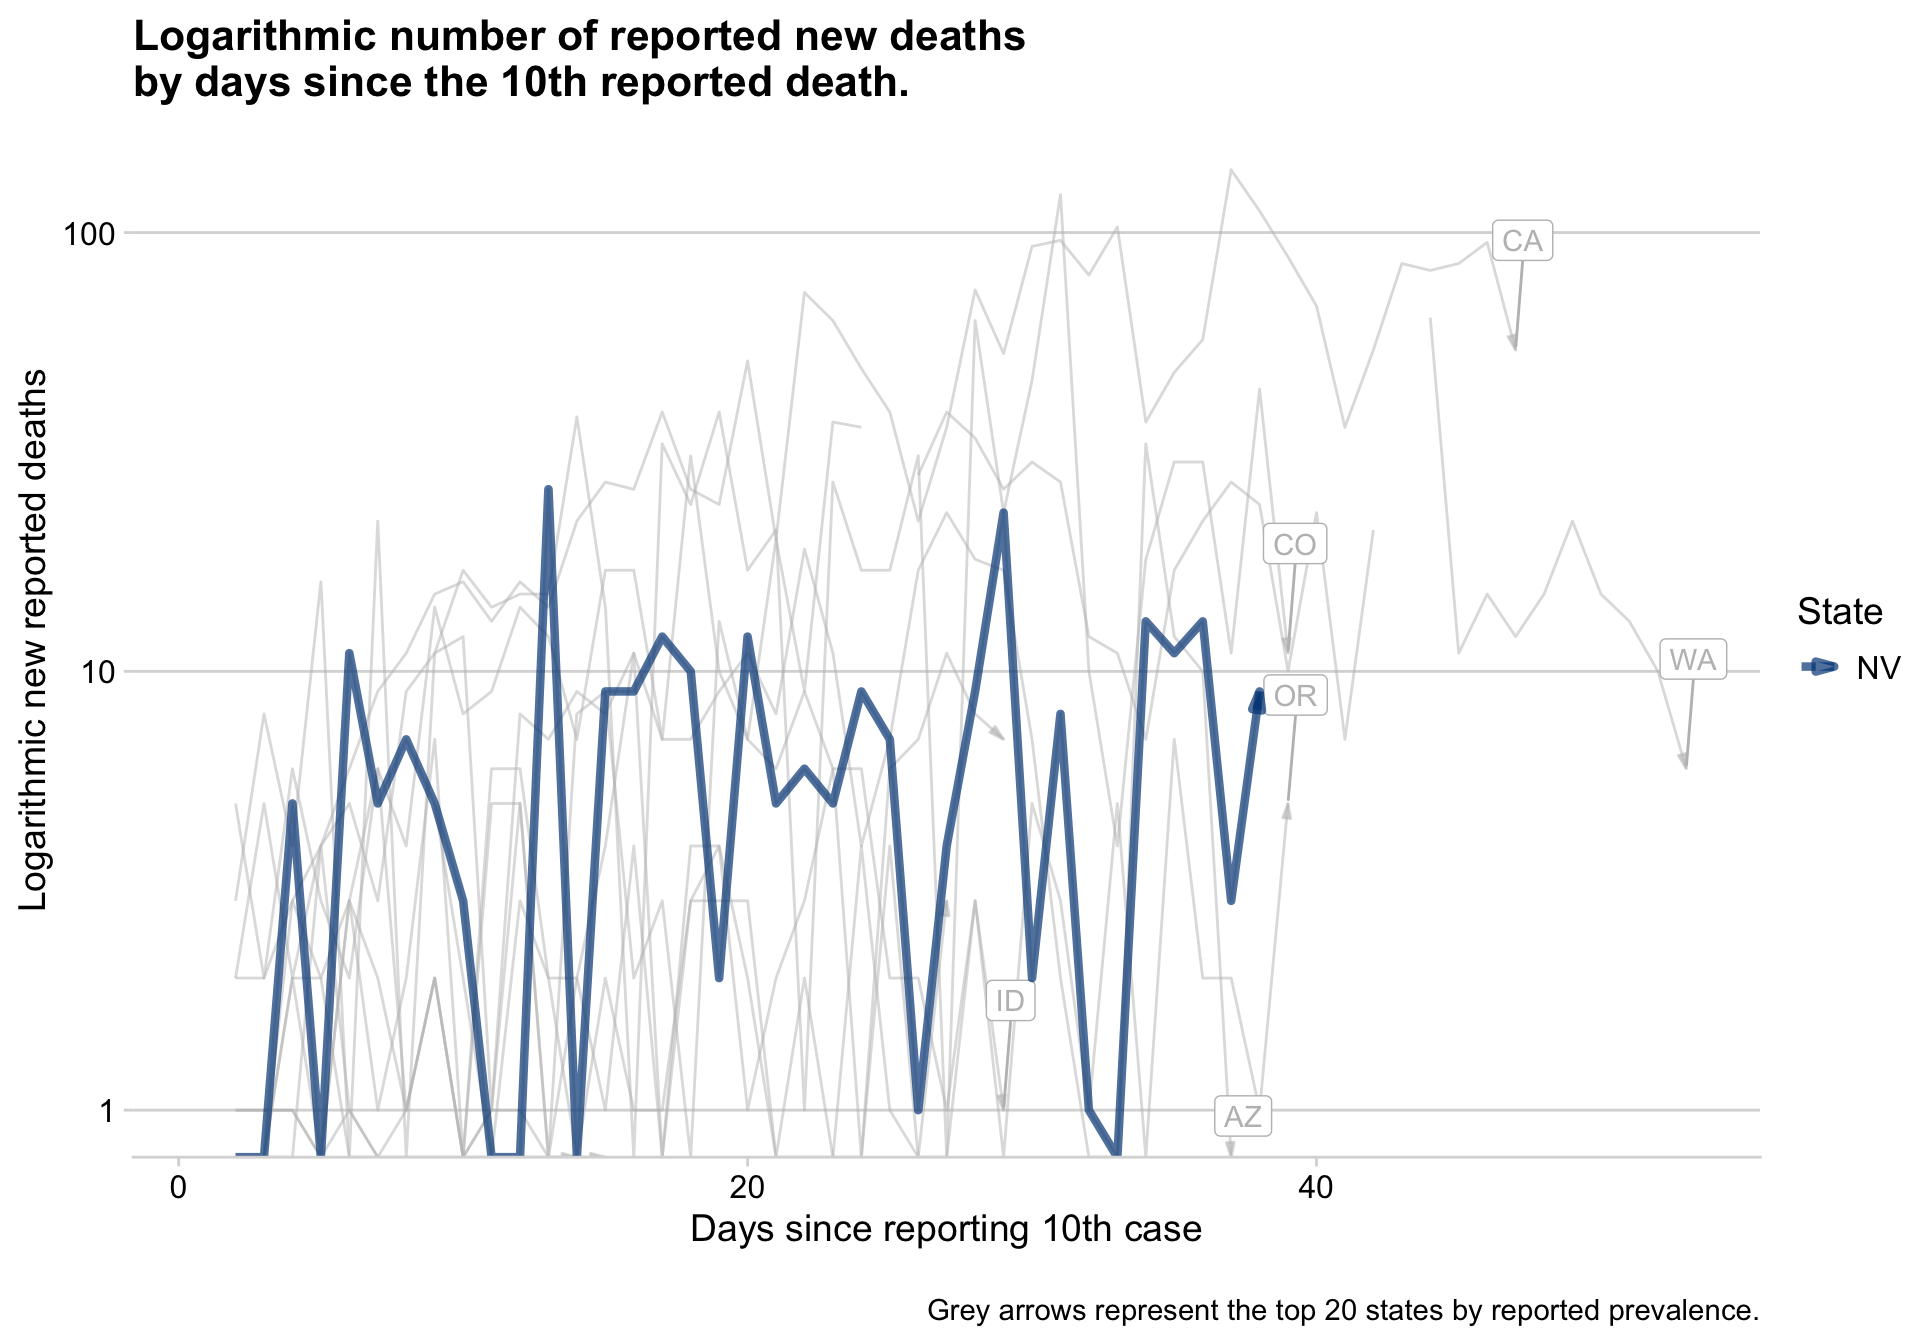 Logarithmic number of reported new deaths
by days since the 10th reported death.
Logarithmic new reported deaths
100
10
1
CA
CO
WA
OR
ID
AZ
State
NV
0
20
40
Days since reporting 10th case
Grey arrows represent the top 20 states by reported prevalence.